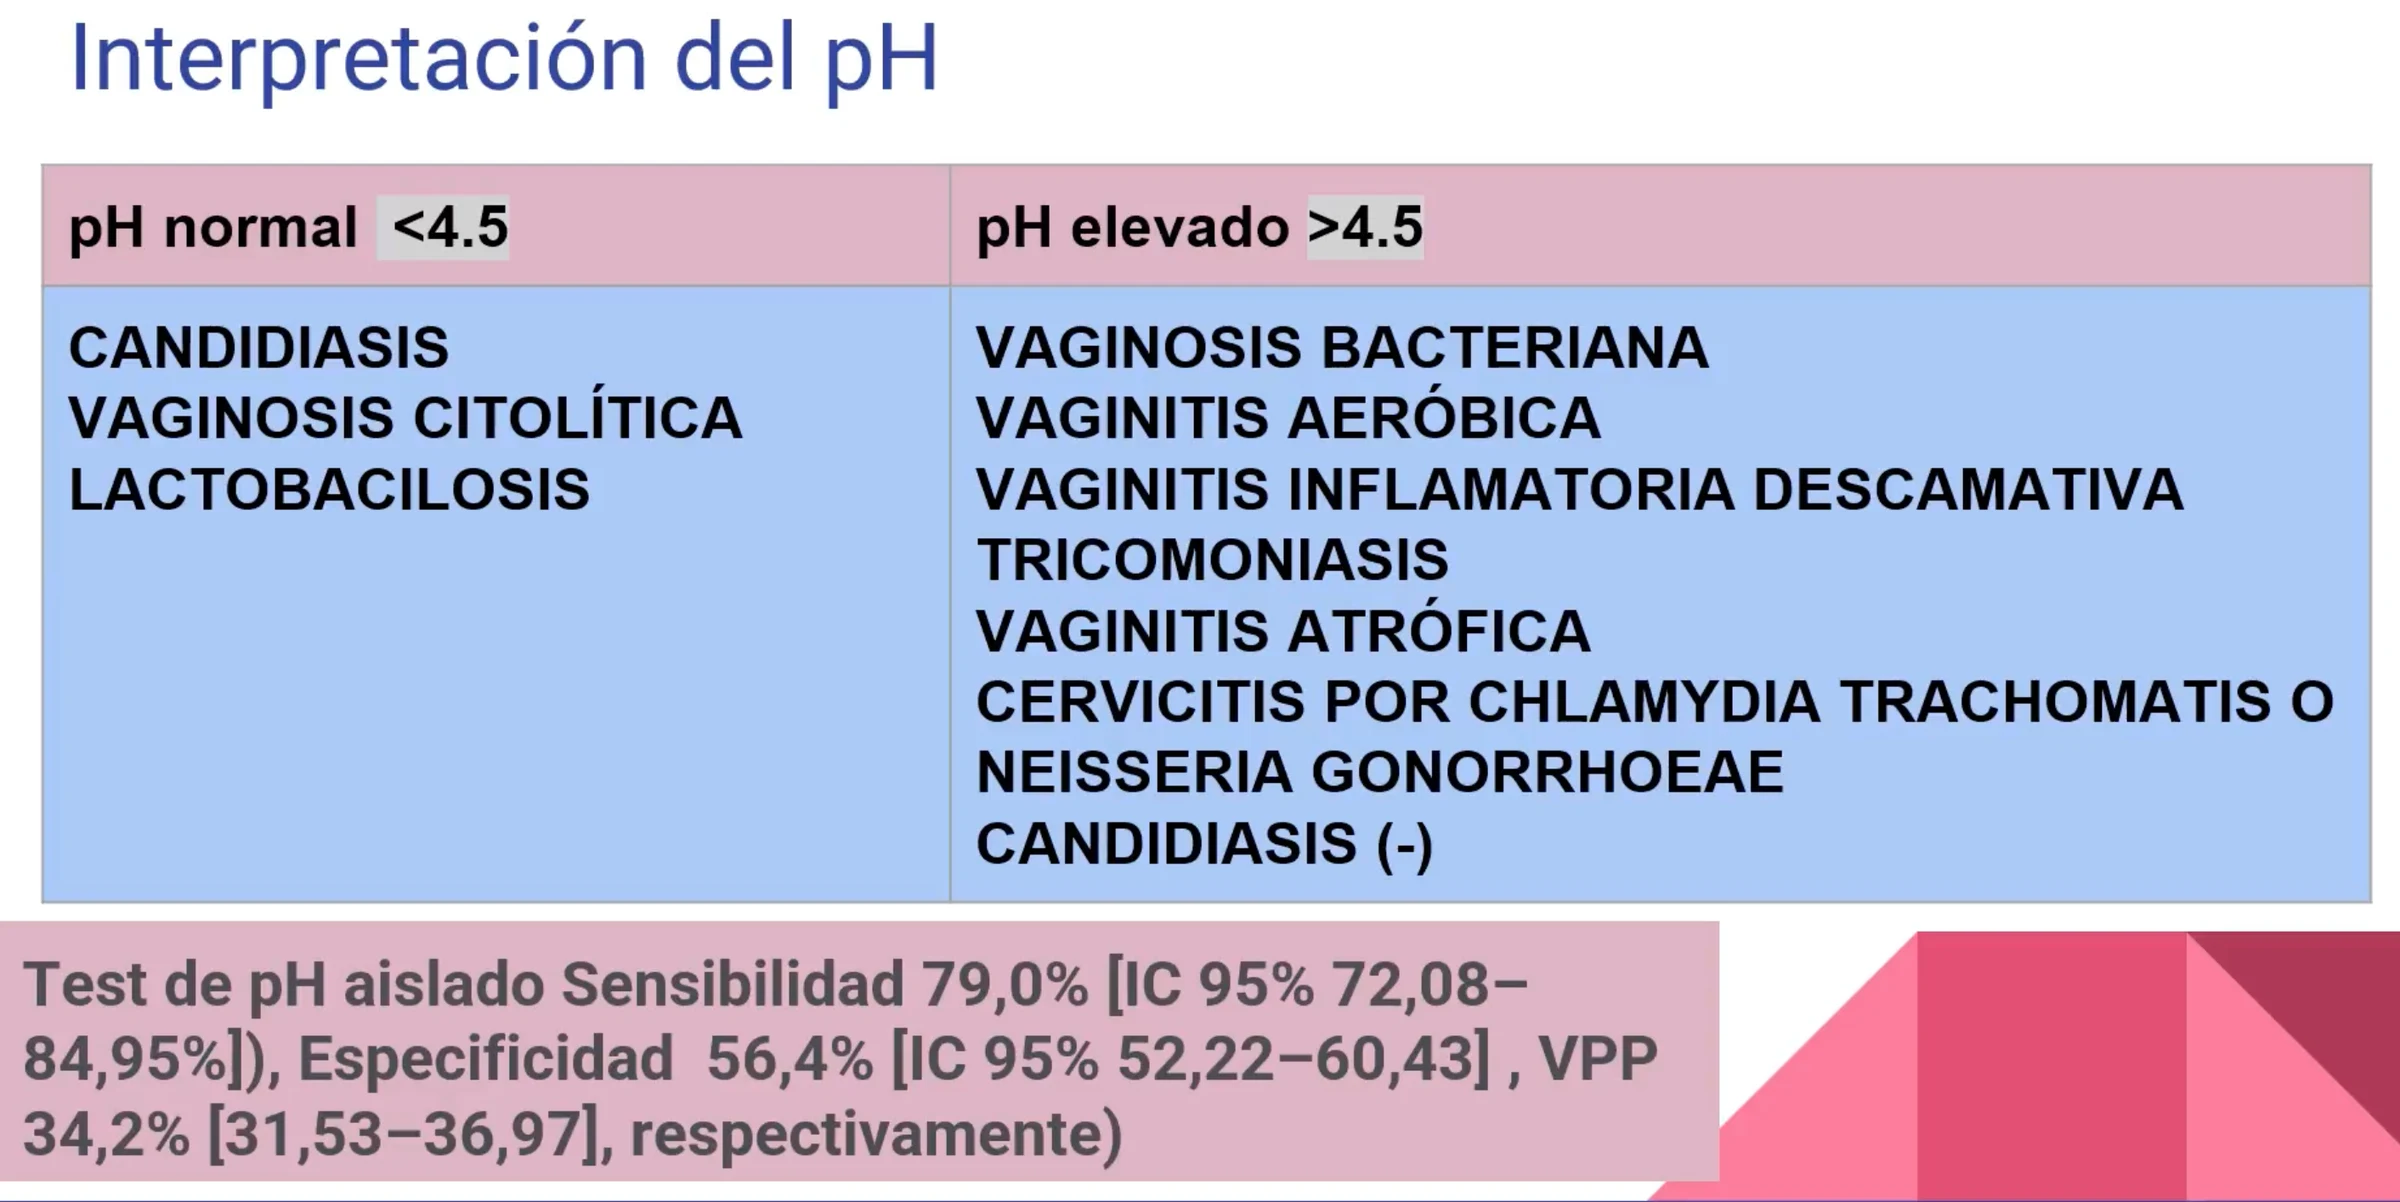 Interpretación del pH
pH normal <4.5
pH elevado >4.5
CANDIDIASIS
VAGINOSIS CITOLÍTICA
LACTOBACILOSIS
VAGINOSIS BACTERIANA
VAGINITIS AERÓBICA
VAGINITIS INFLAMATORIA DESCAMATIVA
TRICOMONIASIS
VAGINITIS ATRÓFICA
CERVICITIS POR CHLAMYDIA TRACHOMATIS O
NEISSERIA GONORRHOEAE
CANDIDIASIS (-)
Test de pH aislado Sensibilidad 79,0% [IC 95% 72,08–
84,95%]), Especificidad 56,4% [IC 95% 52,22–60,43] , VPP
34,2% [31,53–36,97], respectivamente)